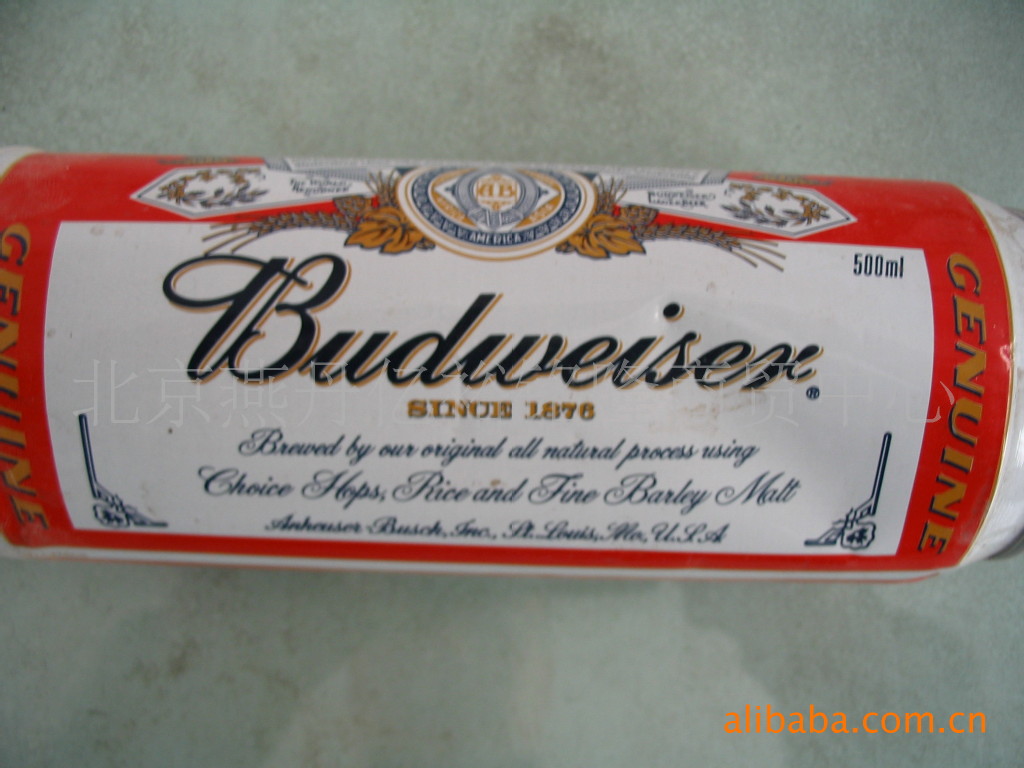 AB
AMERICA
500ml
GENUINE
Budweiser®
GENUINE
SINCE 1876
Brewed by our original all natural process using
Choice Hops, Rice and Fine Barley Malt
Anheuser-Busch, Inc., St. Louis, Mo., U.S.A.
alibaba.com.cn